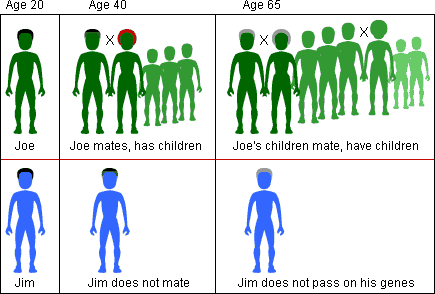 Age 20
Age 40
Age 65
X
X
X
Joe
Joe mates, has children
Joe's children mate, have children
Jim
Jim does not mate
Jim does not pass on his genes